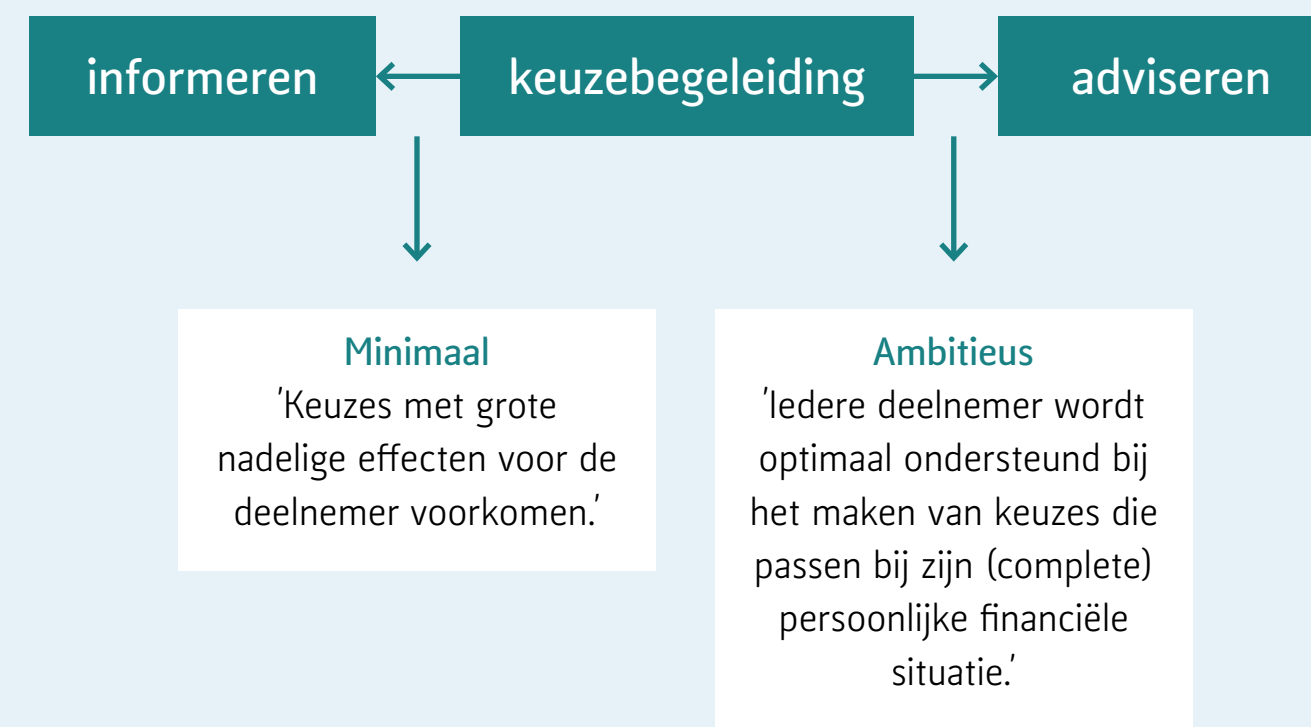 informeren
keuzebegeleiding
adviseren
Minimaal
'Keuzes met grote
nadelige effecten voor de
deelnemer voorkomen.'
Ambitieus
'Iedere deelnemer wordt
optimaal ondersteund bij
het maken van keuzes die
passen bij zijn (complete)
persoonlijke financiële
situatie.'